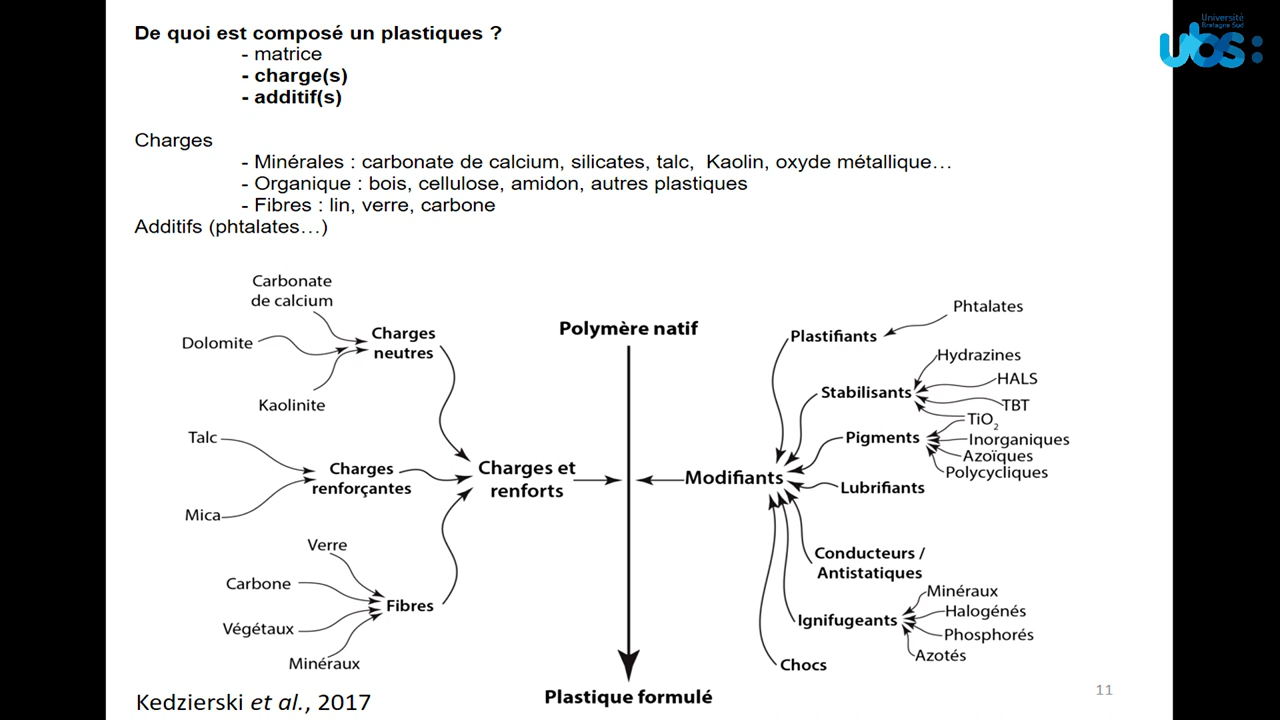 De quoi est composé un plastiques ?
- matrice
- charge(s)
- additif(s)
Université
Bretagne Sud
ubs:
Charges
- Minérales : carbonate de calcium, silicates, talc, Kaolin, oxyde métallique…
- Organique : bois, cellulose, amidon, autres plastiques
- Fibres : lin, verre, carbone
Additifs (phtalates…)
Carbonate
de calcium
Dolomite
Kaolinite
Charges
neutres
Talc
Mica
Charges
renforçantes
Verre
Carbone
Végétaux
Minéraux
Fibres
Charges et
renforts
Polymère natif
Plastique formulé
Modifiants
Plastifiants
Phtalates
Stabilisants
Hydrazines
HALS
TBT
TiO2
Pigments
Inorganiques
Azoïques
Polycycliques
Lubrifiants
Conducteurs /
Antistatiques
Ignifugeants
Minéraux
Halogénés
Phosphorés
Azotés
Chocs
Kedzierski et al., 2017
11